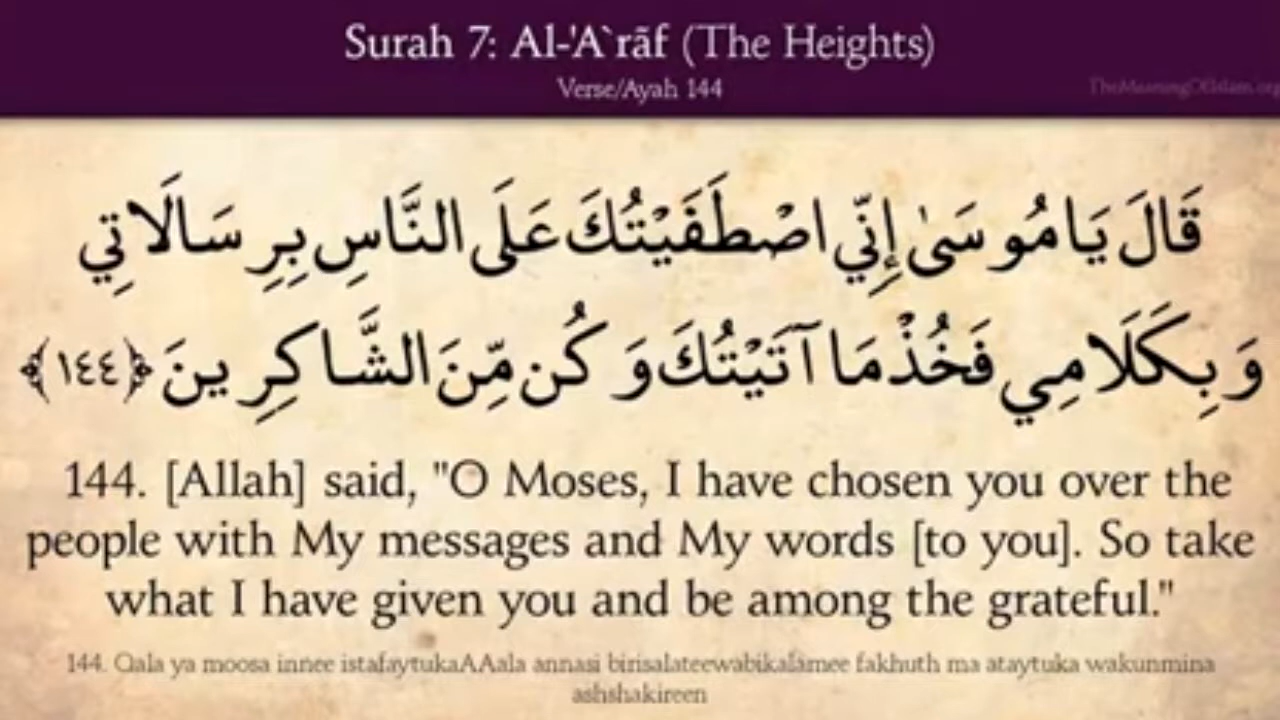 Surah 7: Al-'A`rãf (The Heights)
Verse/Ayah 144
TheMeaningOfIslam.org
قَالَ يَا مُوسَىٰ إِنِّي اصْطَفَيْتُكَ عَلَى النَّاسِ بِرِسَالَاتِي
وَبِكَلَامِي فَخُذْ مَا آتَيْتُكَ وَكُن مِّنَ الشَّاكِرِينَ ﴿١٤٤﴾
144. [Allah] said, "O Moses, I have chosen you over the
people with My messages and My words [to you]. So take
what I have given you and be among the grateful."
144. Qala ya moosa innee istafaytukaAAala annasi birisalateewabikalamee fakhuth ma ataytuka wakunmina
ashshakireen